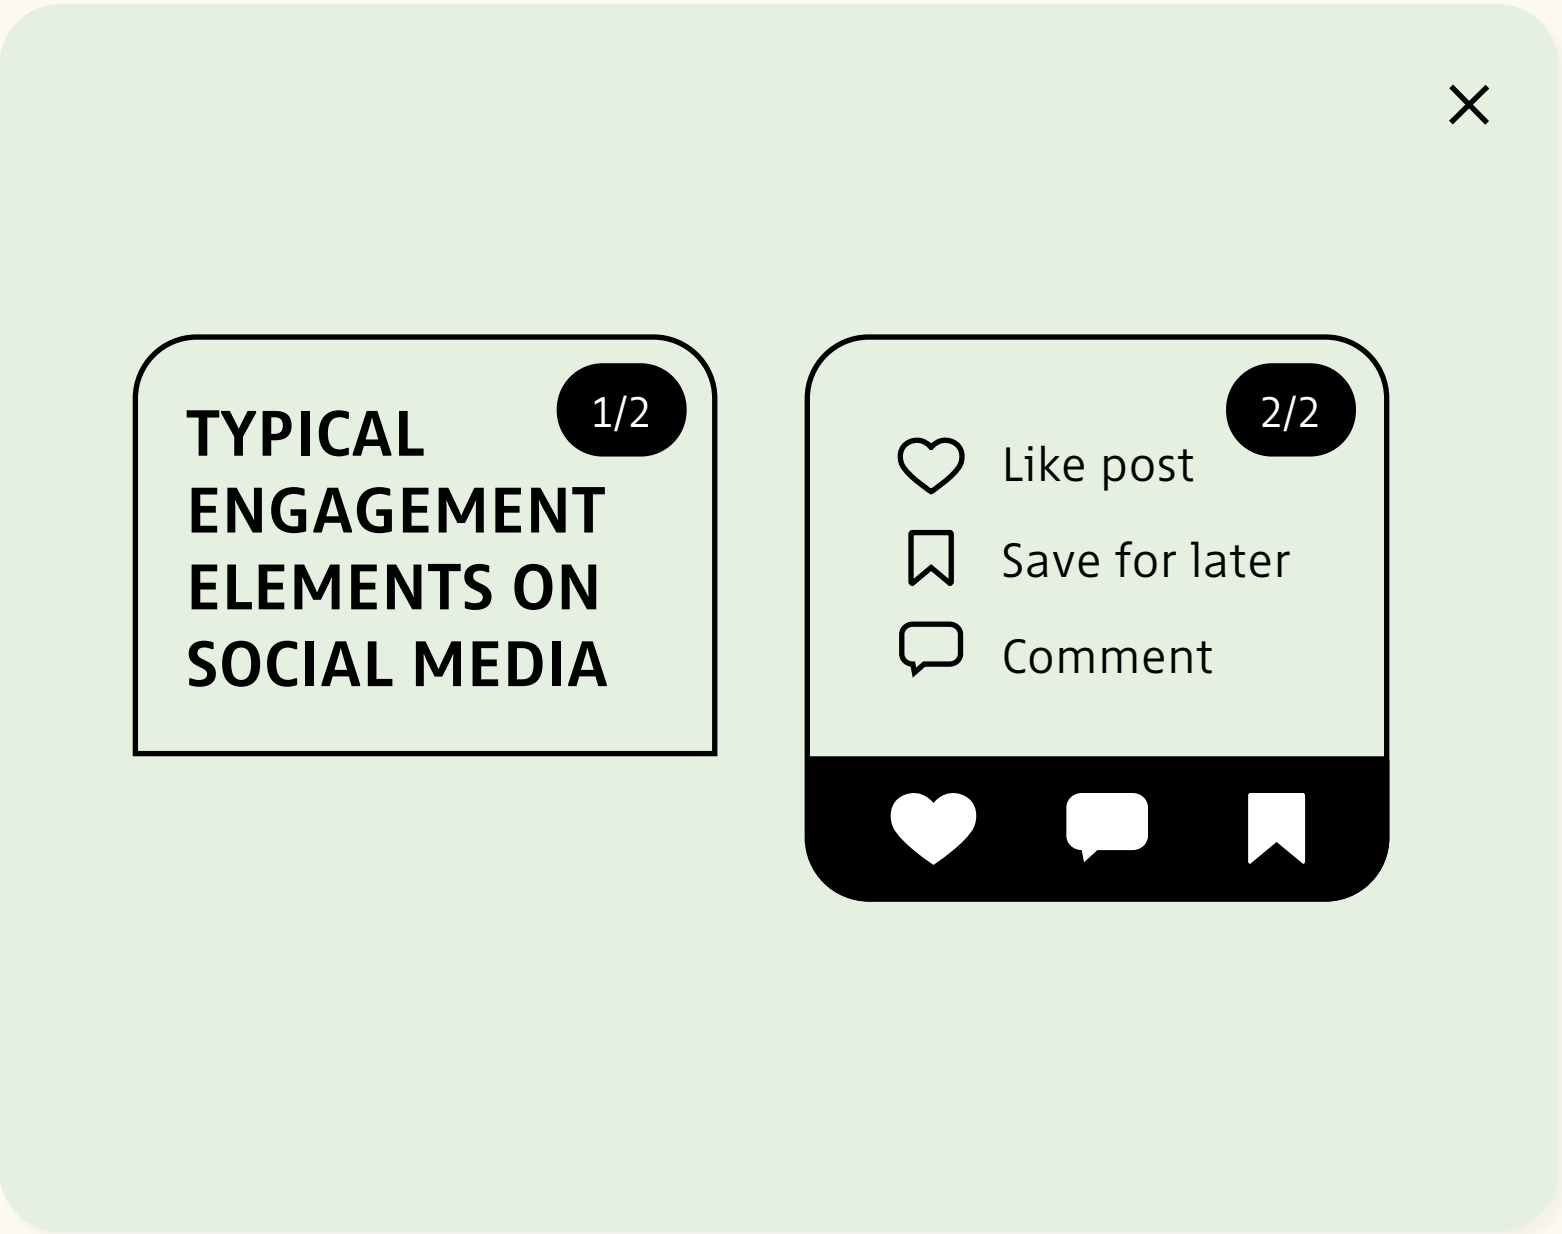 1/2
TYPICAL
ENGAGEMENT
ELEMENTS ON
SOCIAL MEDIA
2/2
Like post
Save for later
Comment